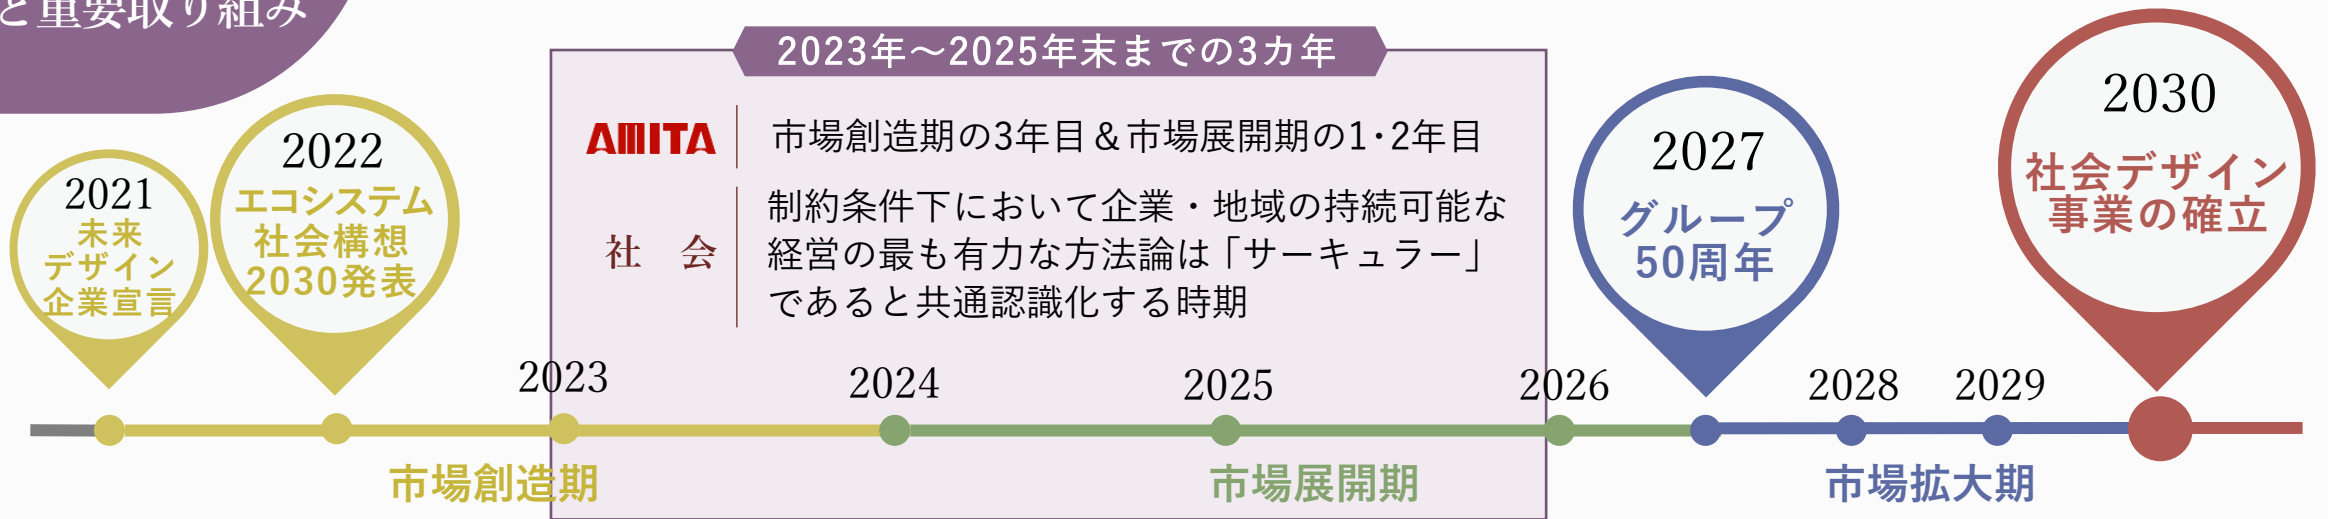 と重要取り組み
2023年～2025年末までの3カ年
AMITA
市場創造期の3年目＆市場展開期の1･2年目
社　会
制約条件下において企業・地域の持続可能な
経営の最も有力な方法論は「サーキュラー」
であると共通認識化する時期
2021
未来
デザイン
企業宣言
2022
エコシステム
社会構想
2030発表
2027
グループ
50周年
2030
社会デザイン
事業の確立
2023
2024
2025
2026
2028
2029
市場創造期
市場展開期
市場拡大期